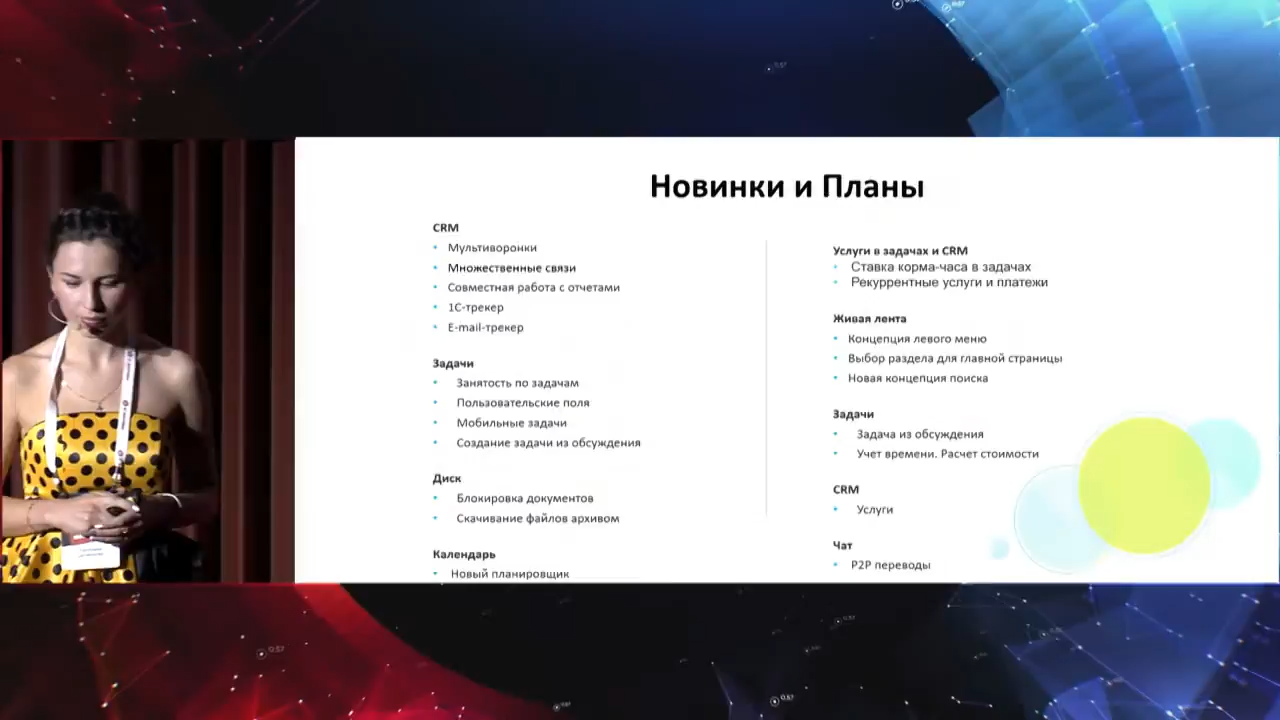 Новинки и Планы
CRM
Мультиворонки
Множественные связи
Совместная работа с отчетами
1С-трекер
E-mail-трекер
Задачи
Занятость по задачам
Пользовательские поля
Мобильные задачи
Создание задачи из обсуждения
Диск
Блокировка документов
Скачивание файлов архивом
Календарь
Новый планировщик
Услуги в задачах и CRM
Ставка корма-часа в задачах
Рекуррентные услуги и платежи
Живая лента
Концепция левого меню
Выбор раздела для главной страницы
Новая концепция поиска
Задачи
Задача из обсуждения
Учет времени. Расчет стоимости
CRM
Услуги
Чат
P2P переводы